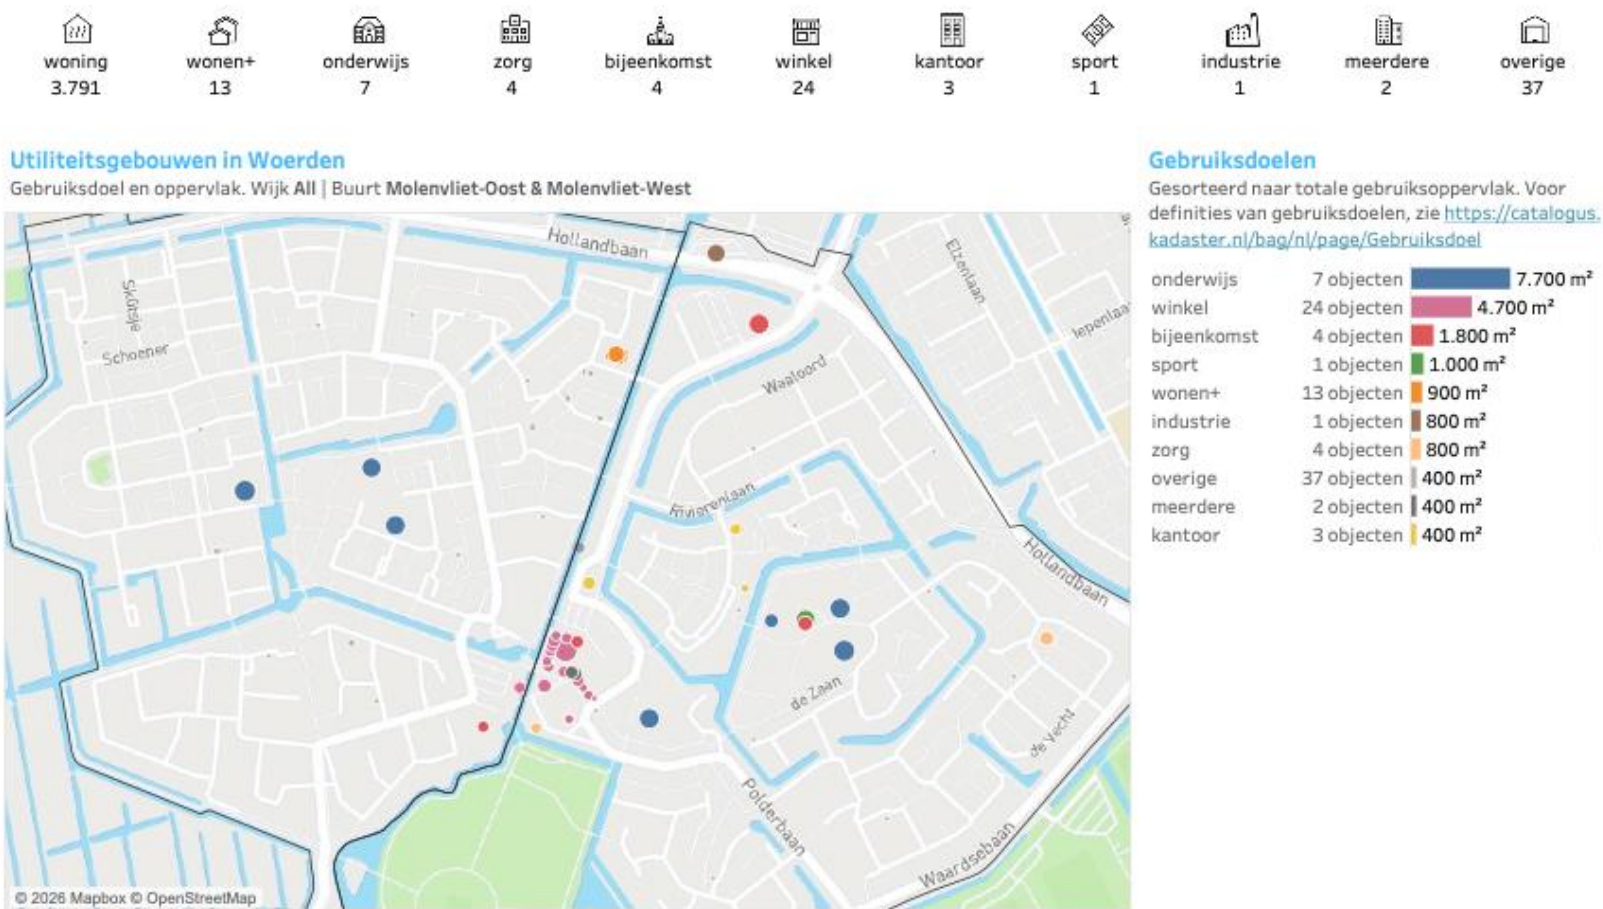 woning wonen+ onderwijs zorg bijeenkomst winkel kantoor sport industrie meerdere overige
3.791 13 7 4 4 24 3 1 1 2 37
Utiliteitsgebouwen in Woerden
Gebruiksdoel en oppervlak. Wijk All | Buurt Molenvliet-Oost & Molenvliet-West
Hollandbaan
Elzenlaan
Skûtsje
Iepenlaa
Schoener
Waaloord
Rivierenlaan
Hollandbaan
de Zaan
de Vecht
Polderbaan
Waardsebaan
© 2026 Mapbox © OpenStreetMap
Gebruiksdoelen
Gesorteerd naar totale gebruiksoppervlak. Voor
definities van gebruiksdoelen, zie https://catalogus.
kadaster.nl/bag/nl/page/Gebruiksdoel
onderwijs 7 objecten 7.700 m²
winkel 24 objecten 4.700 m²
bijeenkomst 4 objecten 1.800 m²
sport 1 objecten 1.000 m²
wonen+ 13 objecten 900 m²
industrie 1 objecten 800 m²
zorg 4 objecten 800 m²
overige 37 objecten 400 m²
meerdere 2 objecten 400 m²
kantoor 3 objecten 400 m²